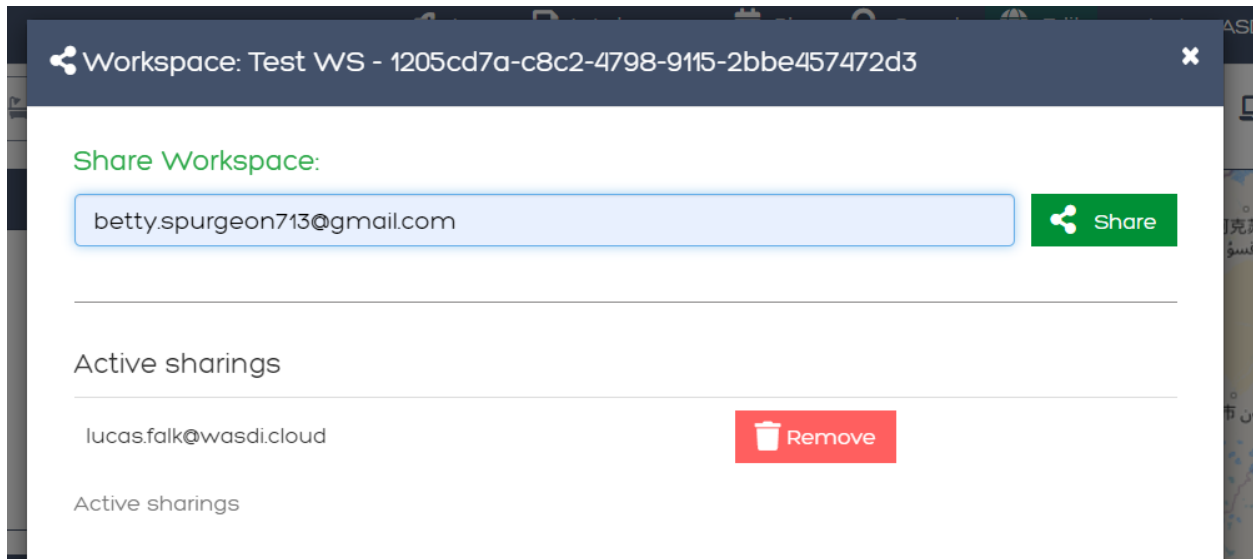 Workspace: Test WS - 1205cd7a-c8c2-4798-9115-2bbe457472d3
Share Workspace:
betty.spurgeon713@gmail.com
Share
Active sharings
lucas.falk@wasdi.cloud
Remove
Active sharings